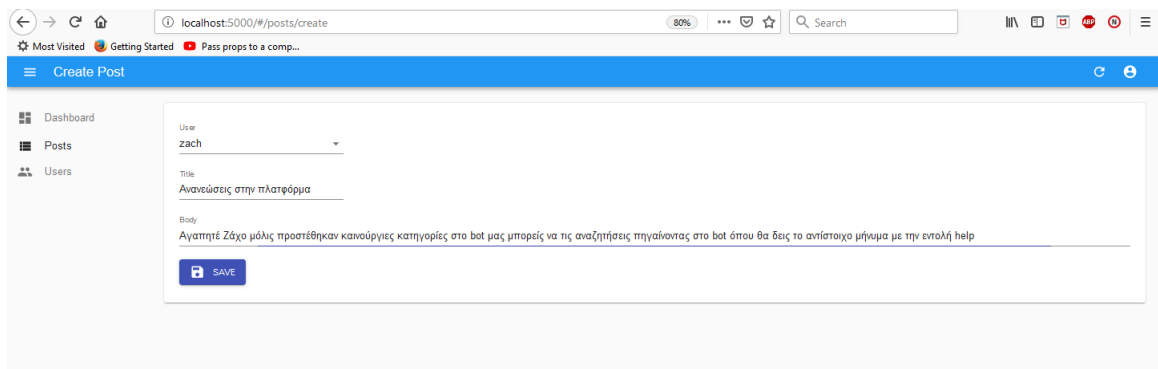 localhost:5000/#/posts/create 80% Search
Most Visited Getting Started Pass props to a comp...
Create Post
Dashboard
Posts
Users
User
zach
Title
Ανανεώσεις στην πλατφόρμα
Body
Αγαπητέ Ζάχο μόλις προστέθηκαν καινούργιες κατηγορίες στο bot μας μπορείς να τις αναζητήσεις πηγαίνοντας στο bot όπου θα δεις το αντίστοιχο μήνυμα με την εντολή help
SAVE